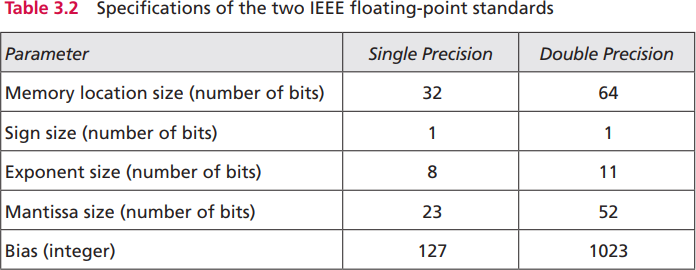 Table 3.2 Specifications of the two IEEE floating-point standards
Parameter Single Precision Double Precision
Memory location size (number of bits) 32 64
Sign size (number of bits) 1 1
Exponent size (number of bits) 8 11
Mantissa size (number of bits) 23 52
Bias (integer) 127 1023